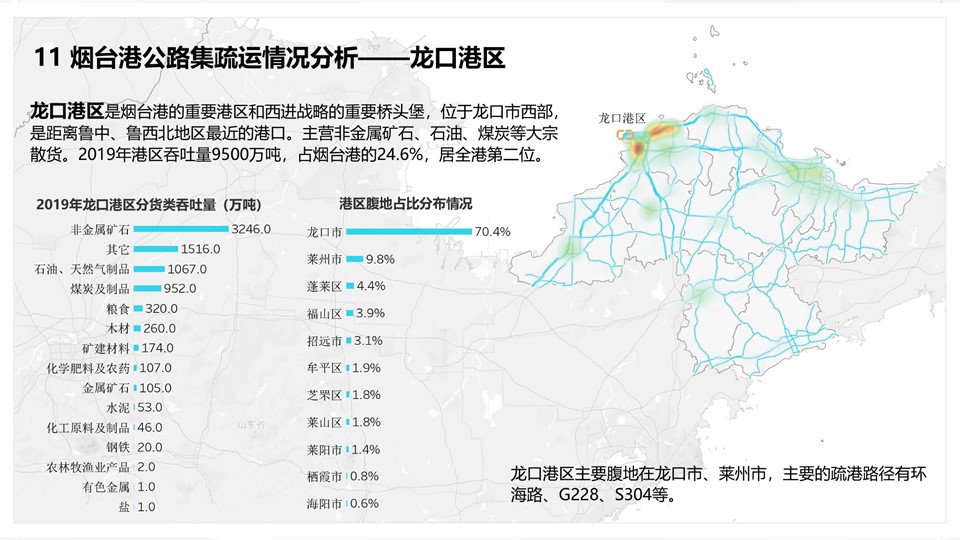 11 烟台港公路集疏运情况分析——龙口港区
龙口港区是烟台港的重要港区和西进战略的重要桥头堡，位于龙口市西部，
是距离鲁中、鲁西北地区最近的港口。主营非金属矿石、石油、煤炭等大宗
散货。2019年港区吞吐量9500万吨，占烟台港的24.6%，居全港第二位。
2019年龙口港区分货类吞吐量（万吨）
非金属矿石 3246.0
其它 1516.0
石油、天然气制品 1067.0
煤炭及制品 952.0
粮食 320.0
木材 260.0
矿建材料 174.0
化学肥料及农药 107.0
金属矿石 105.0
水泥 53.0
化工原料及制品 46.0
钢铁 20.0
农林牧渔业产品 2.0
有色金属 1.0
盐 1.0
港区腹地占比分布情况
龙口市 70.4%
莱州市 9.8%
蓬莱区 4.4%
福山区 3.9%
招远市 3.1%
牟平区 1.9%
芝罘区 1.8%
莱山区 1.8%
莱阳市 1.4%
栖霞市 0.8%
海阳市 0.6%
龙口港区
山东省
龙口港区主要腹地在龙口市、莱州市，主要的疏港路径有环
海路、G228、S304等。